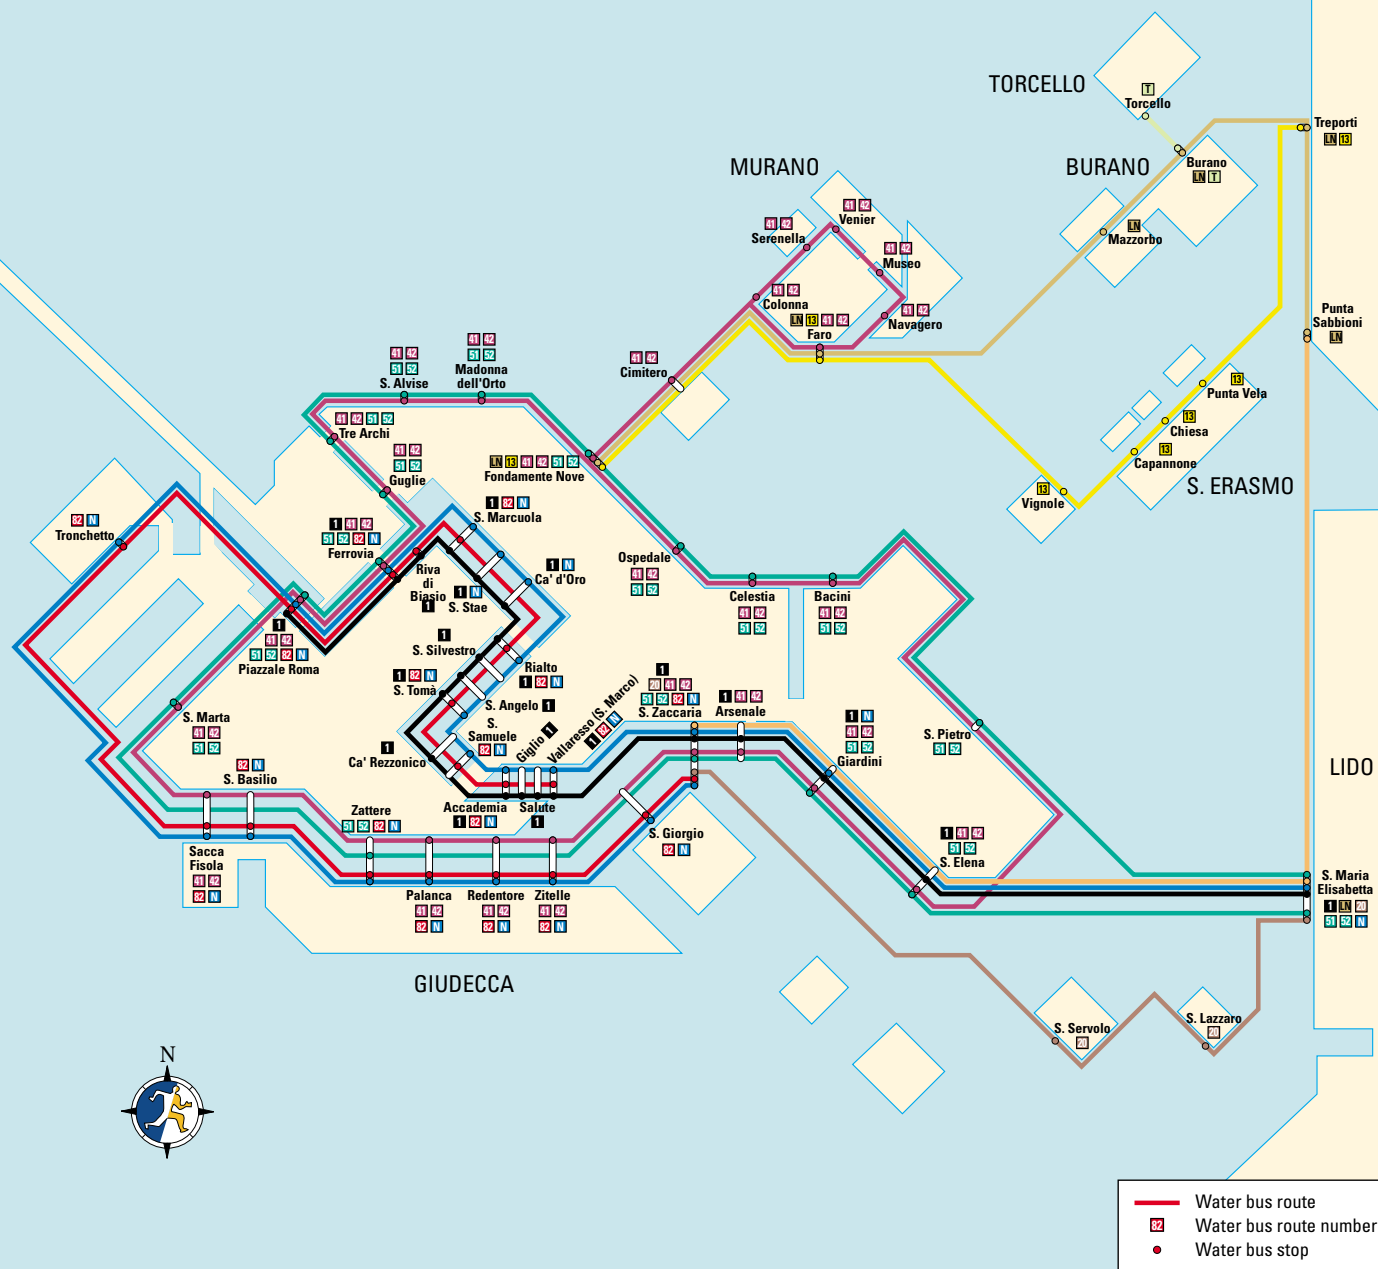 TORCELLO
T
Torcello
Treporti
LN 13
MURANO
BURANO
Burano
LN T
41 42
Venier
41 42
Serenella
LN
Mazzorbo
41 42
Museo
41 42
Colonna
41 42
Navagero
LN 13 41 42
Faro
Punta
Sabbioni
LN
41 42
51 52
S. Alvise
41 42
51 52
Madonna
dell'Orto
41 42
Cimitero
13
Punta Vela
13
Chiesa
13
Capannone
S. ERASMO
41 42 51 52
Tre Archi
41 42
51 52
Guglie
LN 13 41 42 51 52
Fondamente Nove
13
Vignole
82 N
Tronchetto
1 82 N
S. Marcuola
1 41 42
51 52 82 N
Ferrovia
Riva
di
Biasio
1
1 N
S. Stae
1 N
Ca' d'Oro
Ospedale
41 42
51 52
Celestia
41 42
51 52
Bacini
41 42
51 52
1
41 42
51 52 82 N
Piazzale Roma
1
S. Silvestro
Rialto
1 82 N
1 82 N
S. Tomà
S. Angelo 1
S.
Samuele
82 N
Giglio 1
Vallaresso (S. Marco)
1 82 N
1
20 41 42
51 52 82 N
S. Zaccaria
1 41 42
Arsenale
1 N
41 42
51 52
Giardini
S. Pietro
51 52
S. Marta
41 42
51 52
1
Ca' Rezzonico
82 N
S. Basilio
LIDO
Zattere
51 52 82 N
Accademia
1 82 N
Salute
1
S. Giorgio
82 N
1 41 42
51 52
S. Elena
Sacca
Fisola
41 42
82 N
Palanca
41 42
82 N
Redentore
41 42
82 N
Zitelle
41 42
82 N
S. Maria
Elisabetta
1 LN 20
51 52 N
GIUDECCA
S. Servolo
20
S. Lazzaro
20
N
Water bus route
82 Water bus route number
Water bus stop